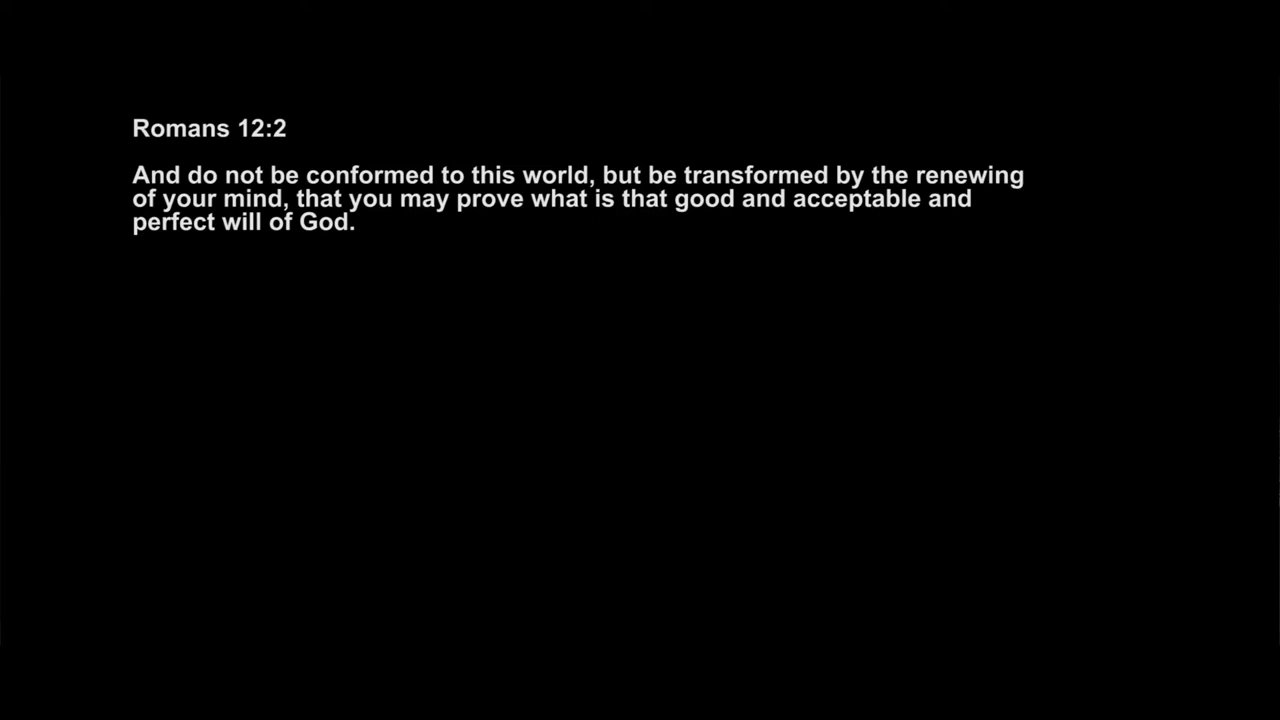 Romans 12:2
And do not be conformed to this world, but be transformed by the renewing
of your mind, that you may prove what is that good and acceptable and
perfect will of God.